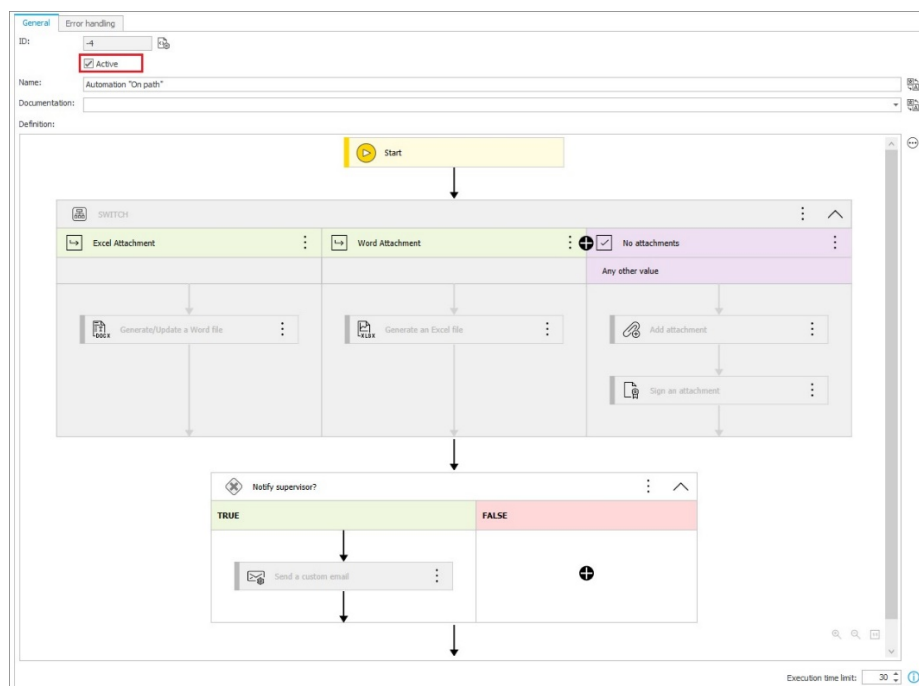 General Error handling
ID: -4
Active
Name: Automation "On path"
Documentation:
Definition:
Start
SWITCH
Excel Attachment Word Attachment No attachments
Any other value
Generate/Update a Word file Generate an Excel file Add attachment
Sign an attachment
Notify supervisor?
TRUE FALSE
Send a custom email
Execution time limit: 30